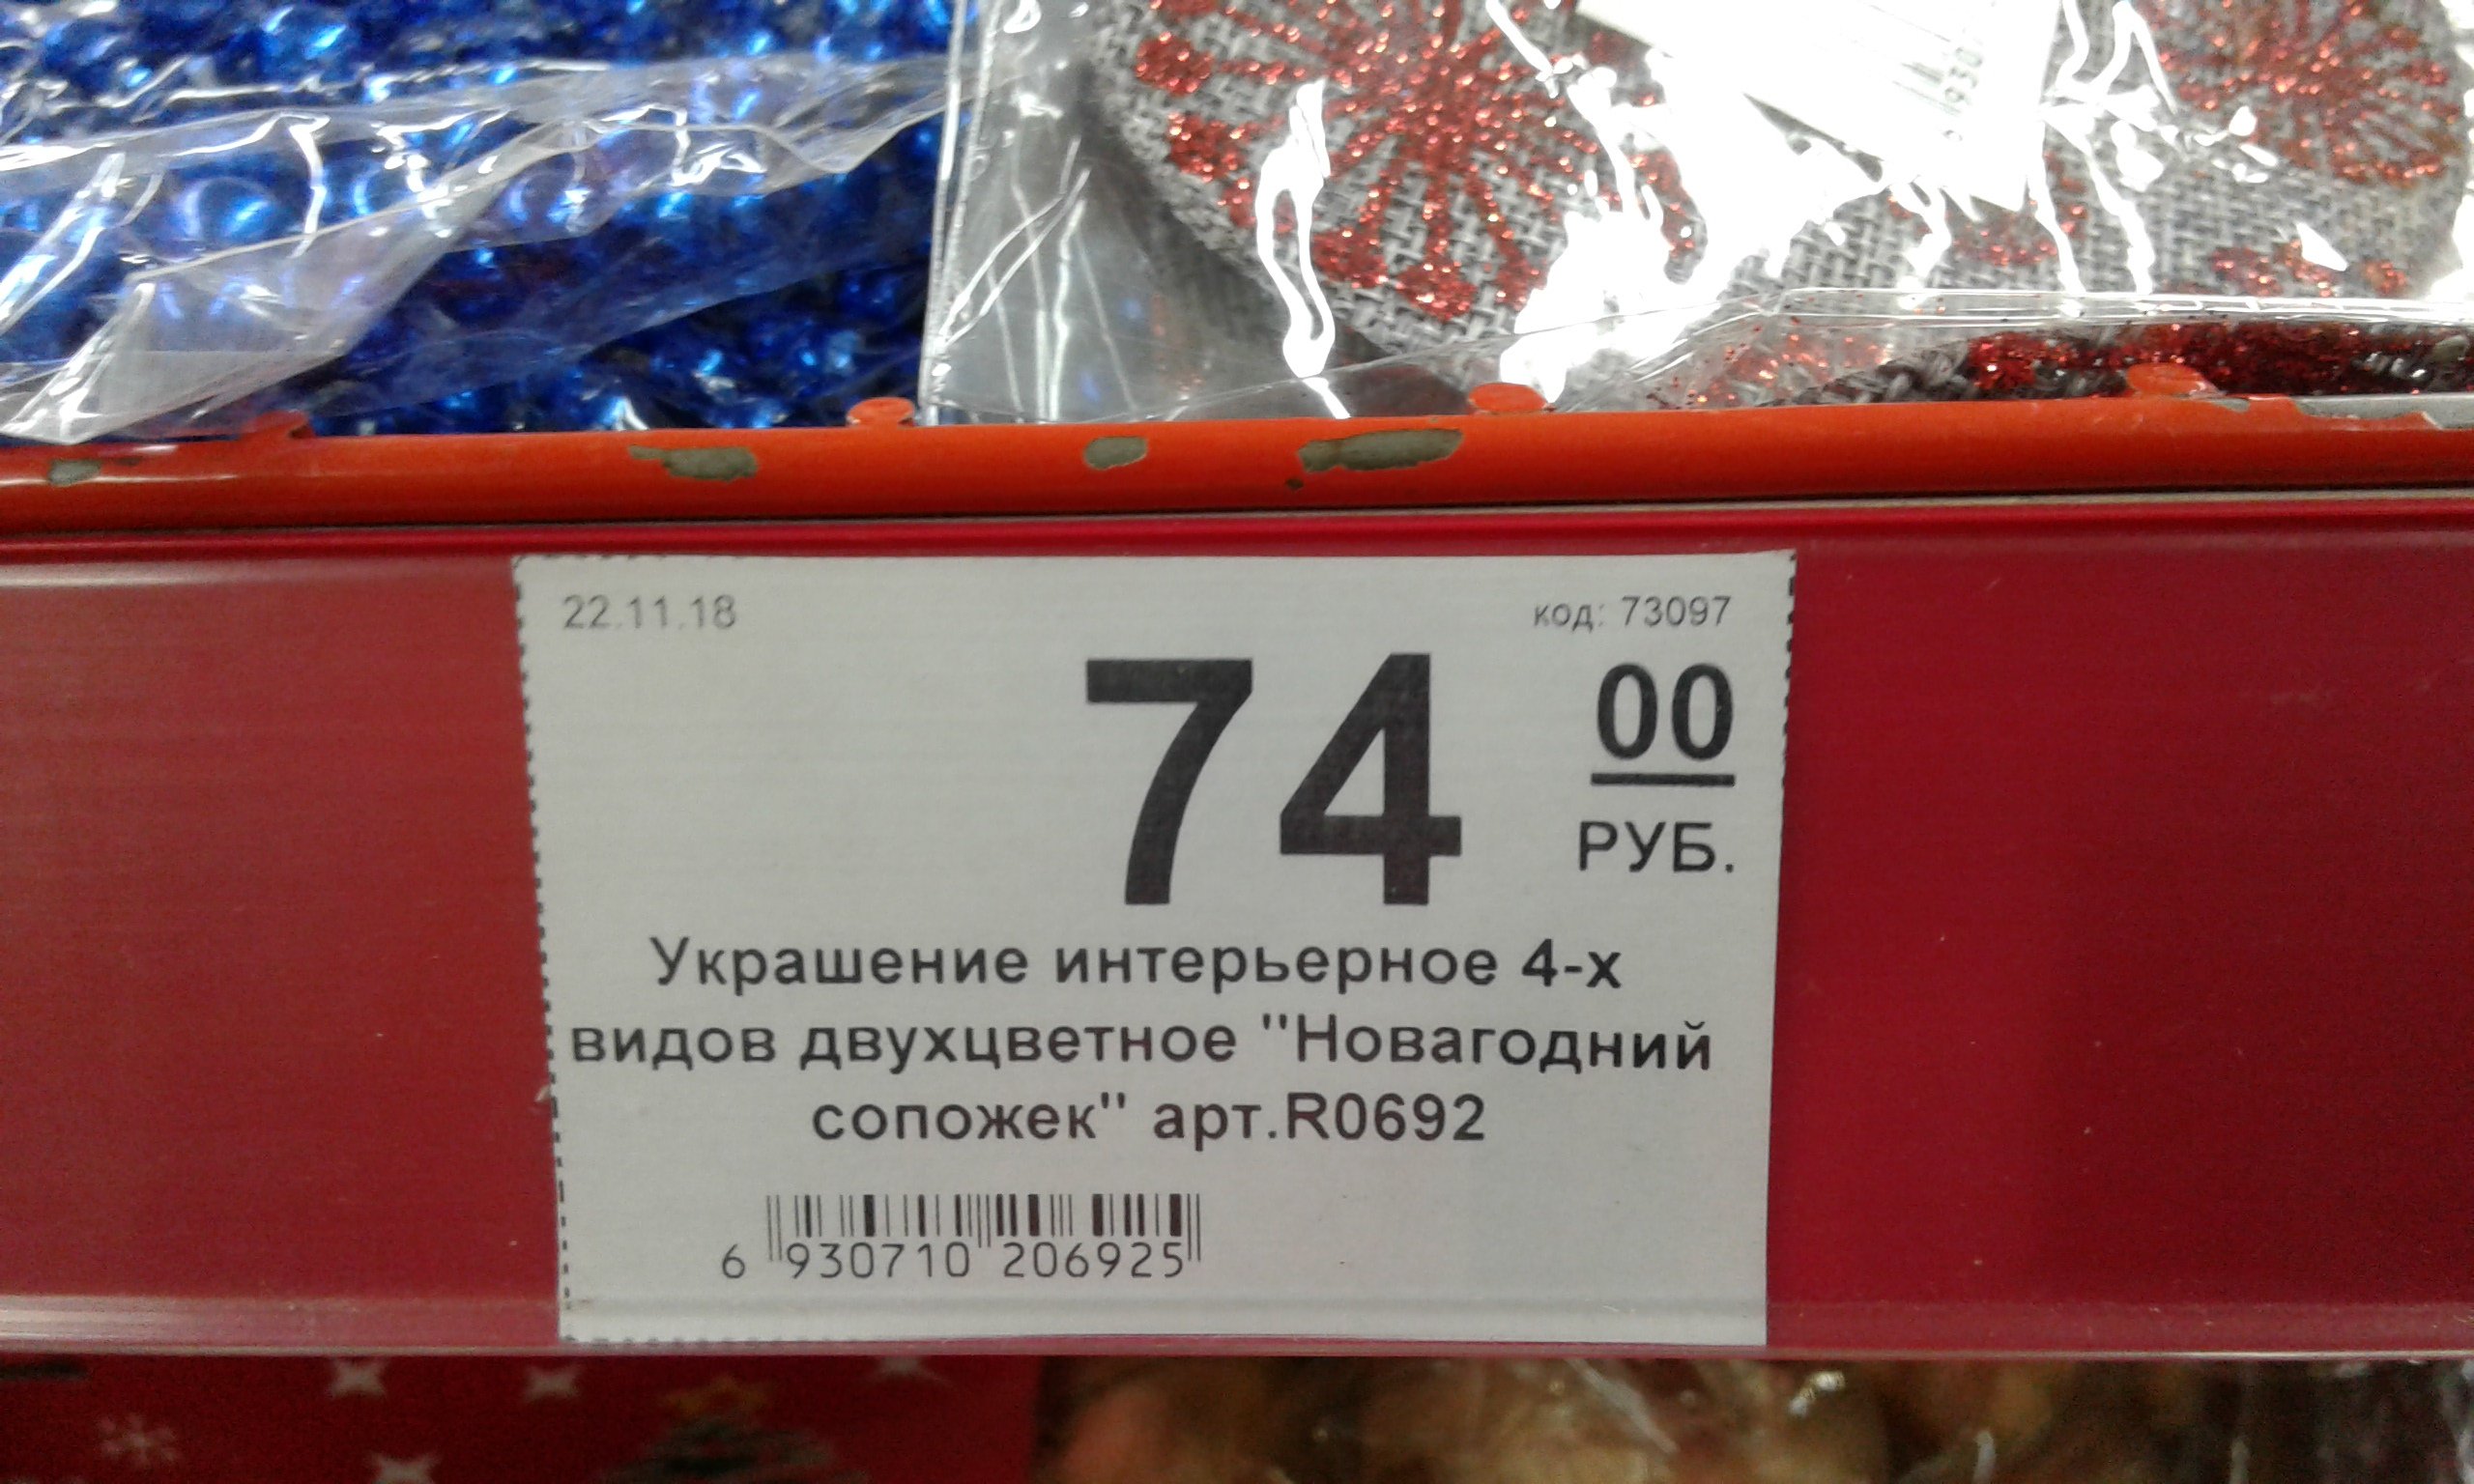 22.11.18
код: 73097
74 00
РУБ.
Украшение интерьерное 4-х
видов двухцветное "Новагодний
сопожек" арт.R0692
6 930710 206925